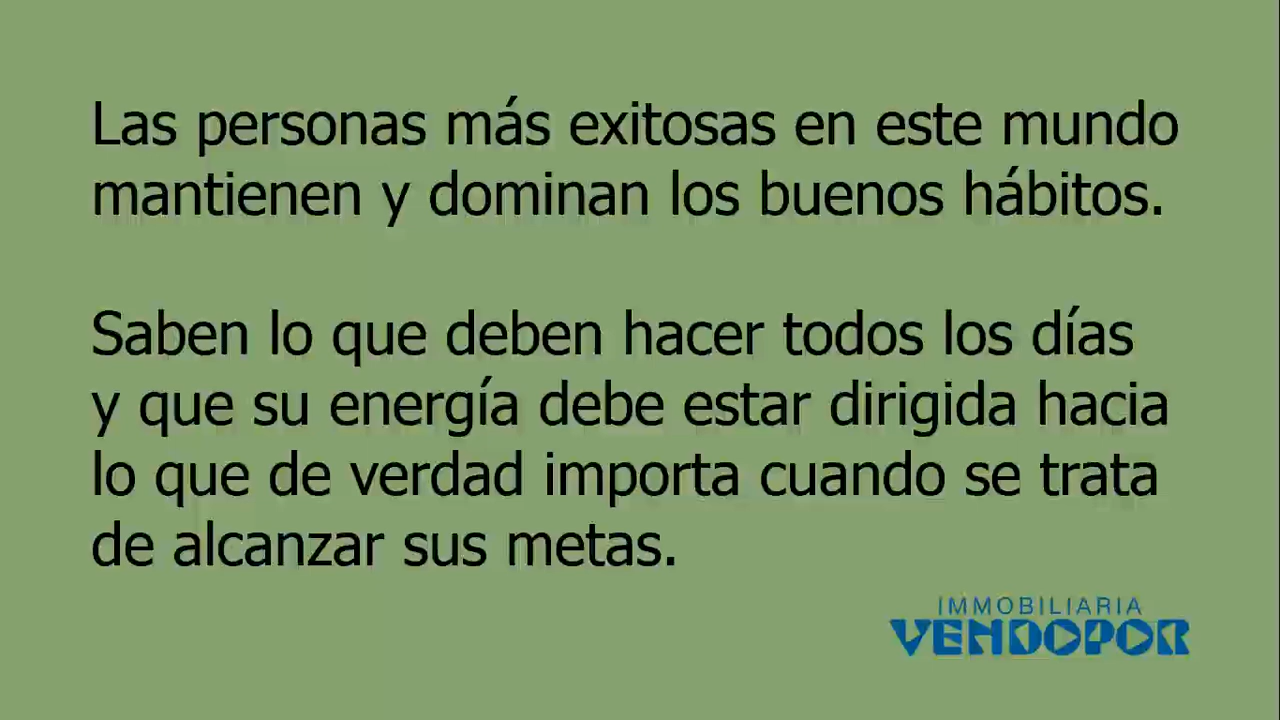 Las personas más exitosas en este mundo
mantienen y dominan los buenos hábitos.
Saben lo que deben hacer todos los días
y que su energía debe estar dirigida hacia
lo que de verdad importa cuando se trata
de alcanzar sus metas.
IMMOBILIARIA
VENDOPOR